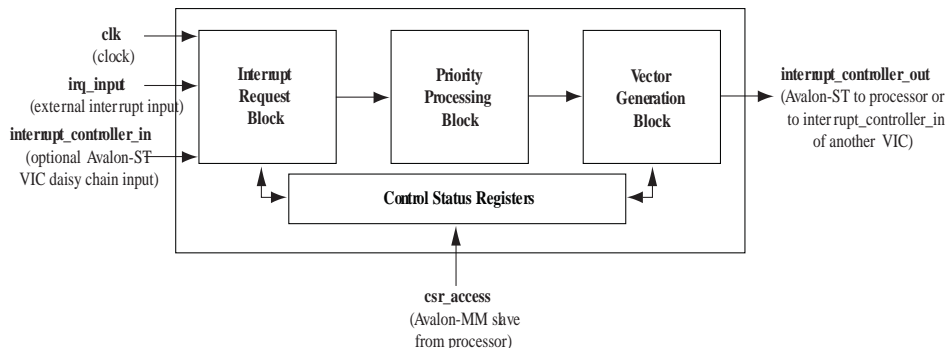 clk
(clock)
irq_input
(external interrupt input)
interrupt_controller_in
(optional Avalon-ST
VIC daisy chain input)
Interrupt
Request
Block
Priority
Processing
Block
Vector
Generation
Block
Control Status Registers
interrupt_controller_out
(Avalon-ST to processor or
to interrupt_controller_in
of another VIC)
csr_access
(Avalon-MM slave
from processor)